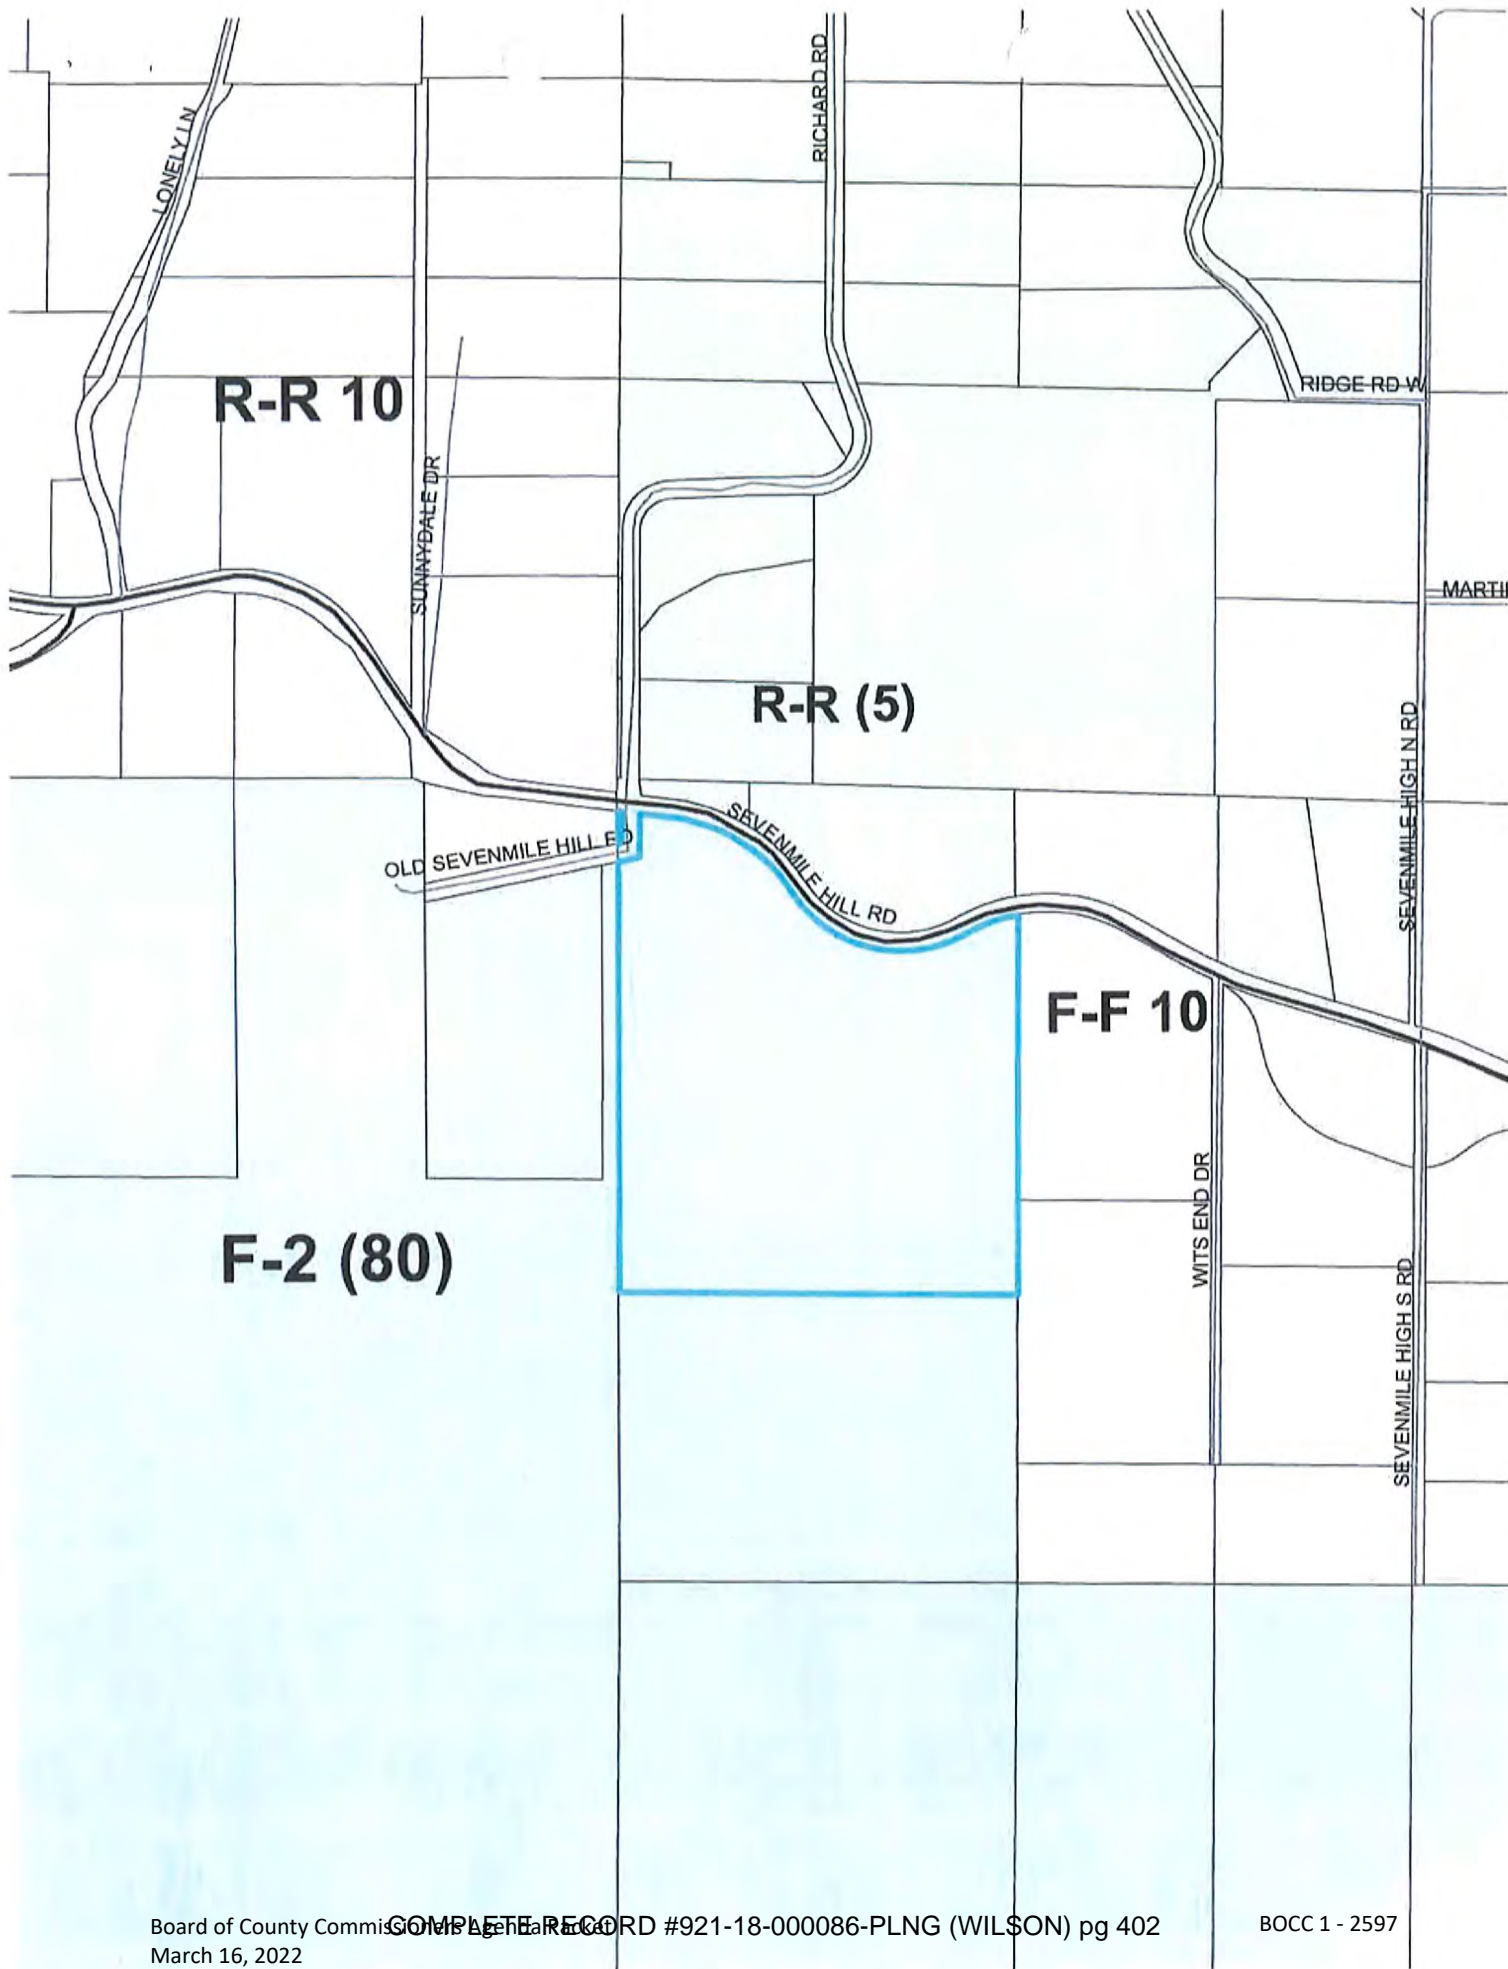 RICHARD RD
LONELY LN
R-R 10
RIDGE RD W
SUNNYDALE DR
R-R (5)
SEVENMILE HIGH N RD
SEVENMILE HILL RD
OLD SEVENMILE HILL RD
F-F 10
WITS END DR
F-2 (80)
SEVENMILE HIGH S RD
Board of County Commissioners Agenda Packet
COMPLETE RECORD #921-18-000086-PLNG (WILSON) pg 402
BOCC 1 - 2597
March 16, 2022